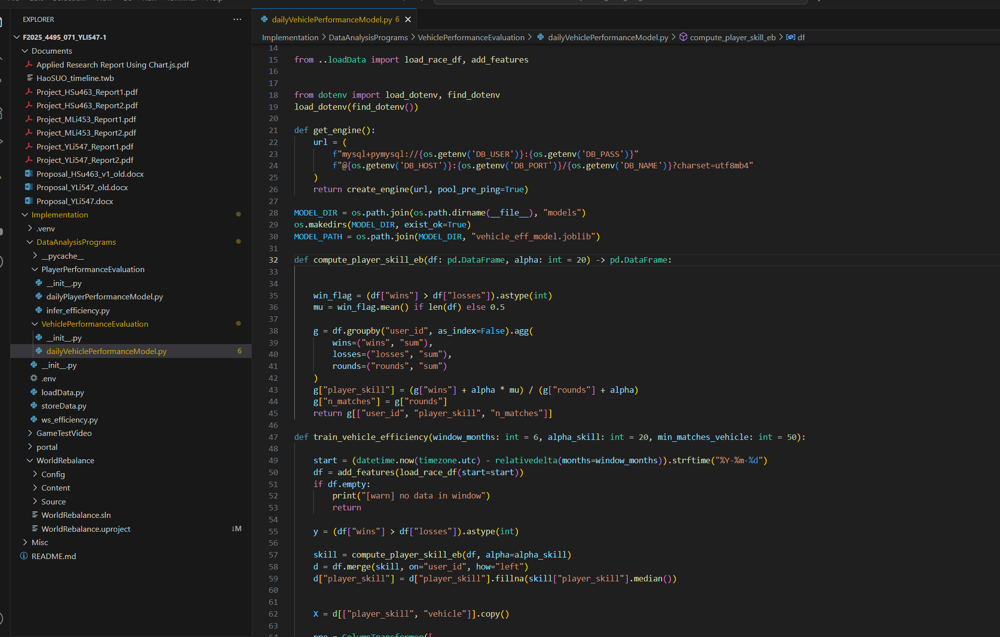 EXPLORER
F2025_4495_071_YLI547-1
Documents
Applied Research Report Using Chart.js.pdf
HaoSUO_timeline.twb
Project_HSu463_Report1.pdf
Project_HSu463_Report2.pdf
Project_MLi453_Report1.pdf
Project_MLi453_Report2.pdf
Project_YLi547_Report1.pdf
Project_YLi547_Report2.pdf
Proposal_HSu463_v1_old.docx
Proposal_YLi547_old.docx
Proposal_YLi547.docx
Implementation
.venv
DataAnalysisPrograms
__pycache__
PlayerPerformanceEvaluation
__init__.py
dailyPlayerPerformanceModel.py
infer_efficiency.py
VehiclePerformanceEvaluation
__init__.py
dailyVehiclePerformanceModel.py 6
__init__.py
.env
loadData.py
storeData.py
ws_efficiency.py
GameTestVideo
portal
WorldRebalance
Config
Content
Source
WorldRebalance.sln
WorldRebalance.uproject ↓M
Misc
README.md
dailyVehiclePerformanceModel.py 6
Implementation > DataAnalysisPrograms > VehiclePerformanceEvaluation > dailyVehiclePerformanceModel.py > compute_player_skill_eb > df
14
15 from ..loadData import load_race_df, add_features
16
17
18 from dotenv import load_dotenv, find_dotenv
19 load_dotenv(find_dotenv())
20
21 def get_engine():
22     url = (
23         f"mysql+pymysql://{os.getenv('DB_USER')}:{os.getenv('DB_PASS')}"
24         f"@{os.getenv('DB_HOST')}:{os.getenv('DB_PORT')}/{os.getenv('DB_NAME')}?charset=utf8mb4"
25     )
26     return create_engine(url, pool_pre_ping=True)
27
28 MODEL_DIR = os.path.join(os.path.dirname(__file__), "models")
29 os.makedirs(MODEL_DIR, exist_ok=True)
30 MODEL_PATH = os.path.join(MODEL_DIR, "vehicle_eff_model.joblib")
31
32 def compute_player_skill_eb(df: pd.DataFrame, alpha: int = 20) -> pd.DataFrame:
33
34
35     win_flag = (df["wins"] > df["losses"]).astype(int)
36     mu = win_flag.mean() if len(df) else 0.5
37
38     g = df.groupby("user_id", as_index=False).agg(
39         wins=("wins", "sum"),
40         losses=("losses", "sum"),
41         rounds=("rounds", "sum")
42     )
43     g["player_skill"] = (g["wins"] + alpha * mu) / (g["rounds"] + alpha)
44     g["n_matches"] = g["rounds"]
45     return g[["user_id", "player_skill", "n_matches"]]
46
47 def train_vehicle_efficiency(window_months: int = 6, alpha_skill: int = 20, min_matches_vehicle: int = 50):
48
49     start = (datetime.now(timezone.utc) - relativedelta(months=window_months)).strftime("%Y-%m-%d")
50     df = add_features(load_race_df(start=start))
51     if df.empty:
52         print("[warn] no data in window")
53         return
54
55     y = (df["wins"] > df["losses"]).astype(int)
56
57     skill = compute_player_skill_eb(df, alpha=alpha_skill)
58     d = df.merge(skill, on="user_id", how="left")
59     d["player_skill"] = d["player_skill"].fillna(skill["player_skill"].median())
60
61
62     X = d[["player_skill", "vehicle"]].copy()
63